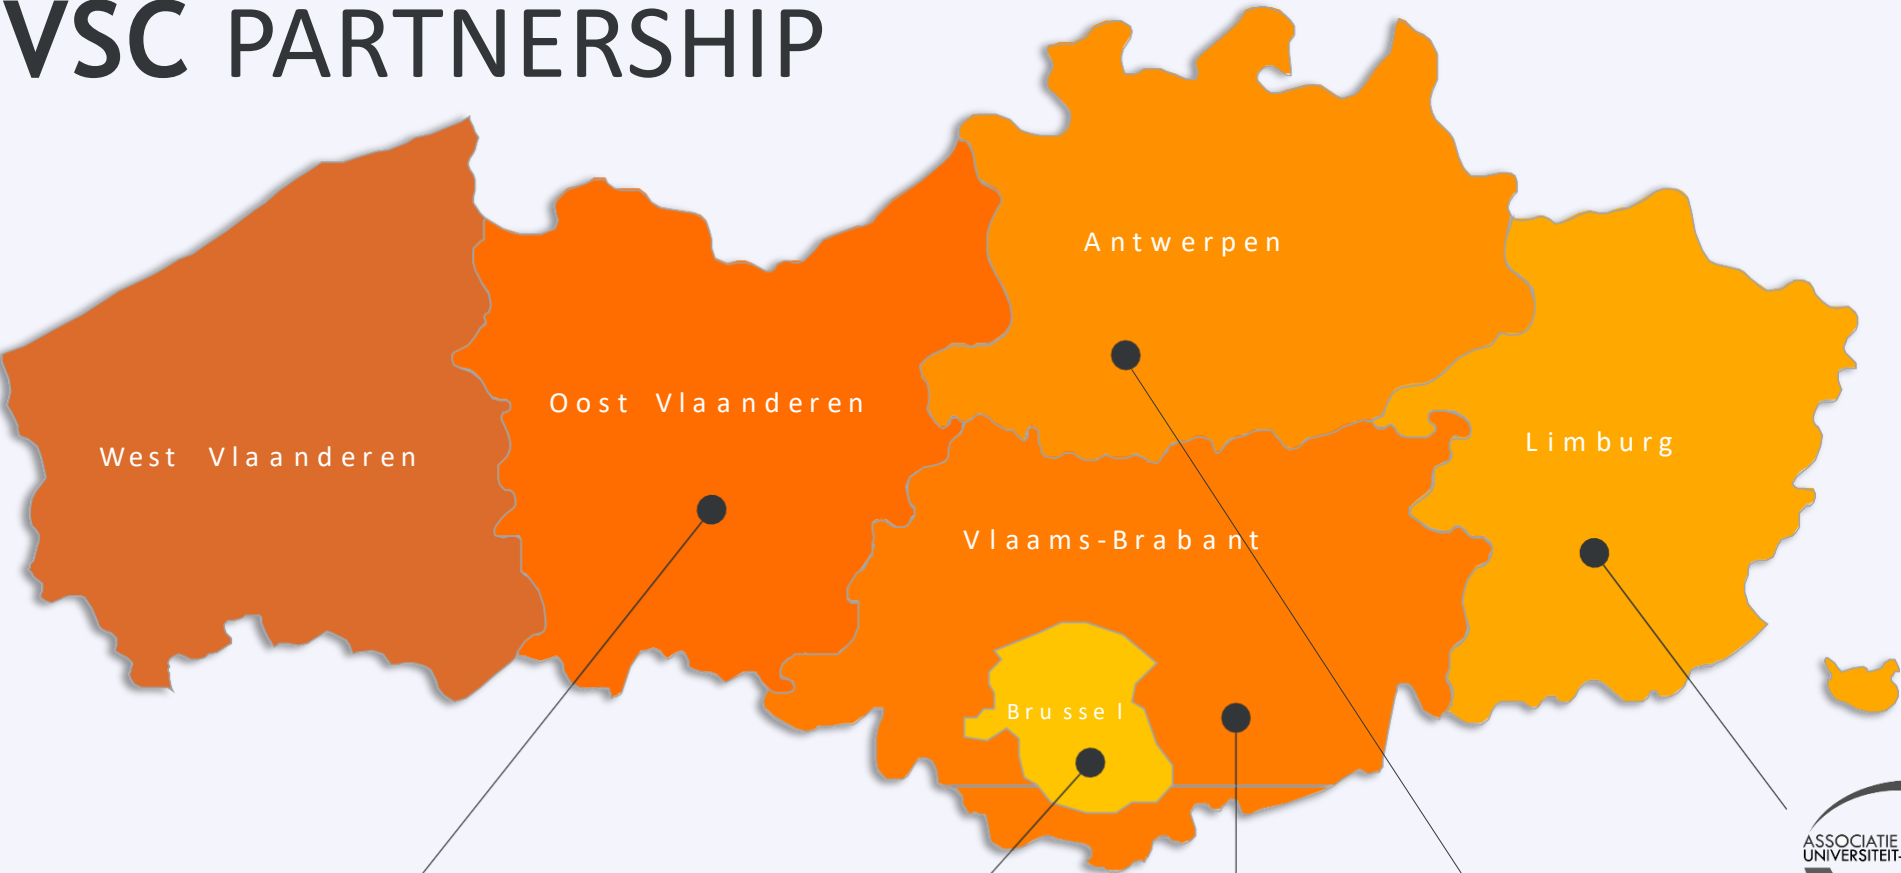 VSC PARTNERSHIP
Antwerpen
Oost Vlaanderen
Limburg
West Vlaanderen
Vlaams-Brabant
Brussel
ASSOCIATIE
UNIVERSITEIT-